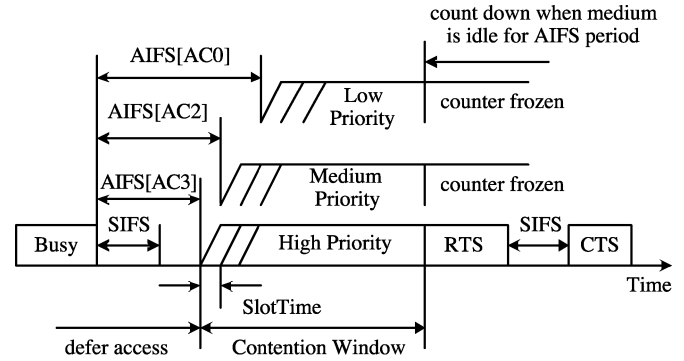 count down when medium
is idle for AIFS period
AIFS[AC0]
Low
Priority
counter frozen
AIFS[AC2]
Medium
Priority
counter frozen
AIFS[AC3]
SIFS
Busy
High Priority
RTS
SIFS
CTS
Time
SlotTime
defer access
Contention Window